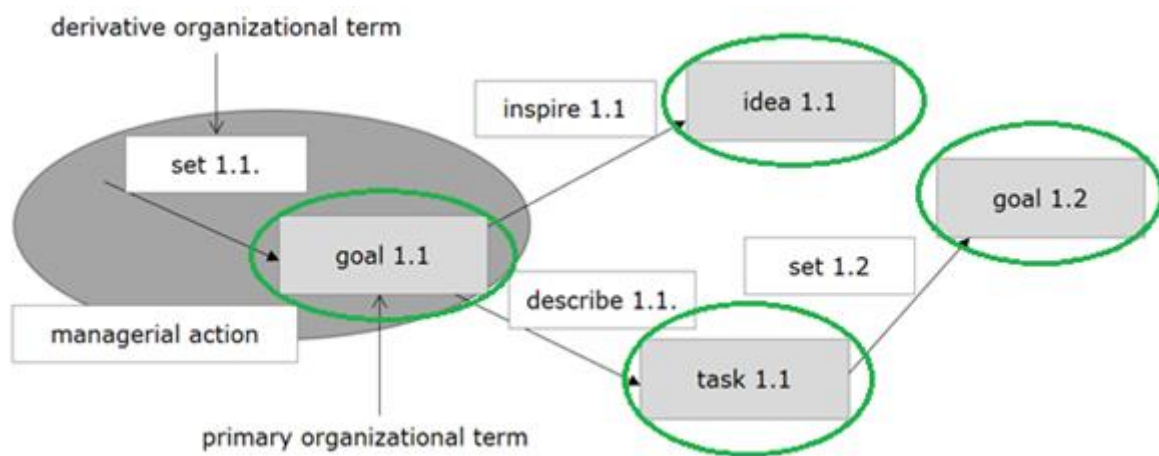 derivative organizational term
inspire 1.1
idea 1.1
set 1.1.
goal 1.2
goal 1.1
set 1.2
describe 1.1.
managerial action
task 1.1
primary organizational term